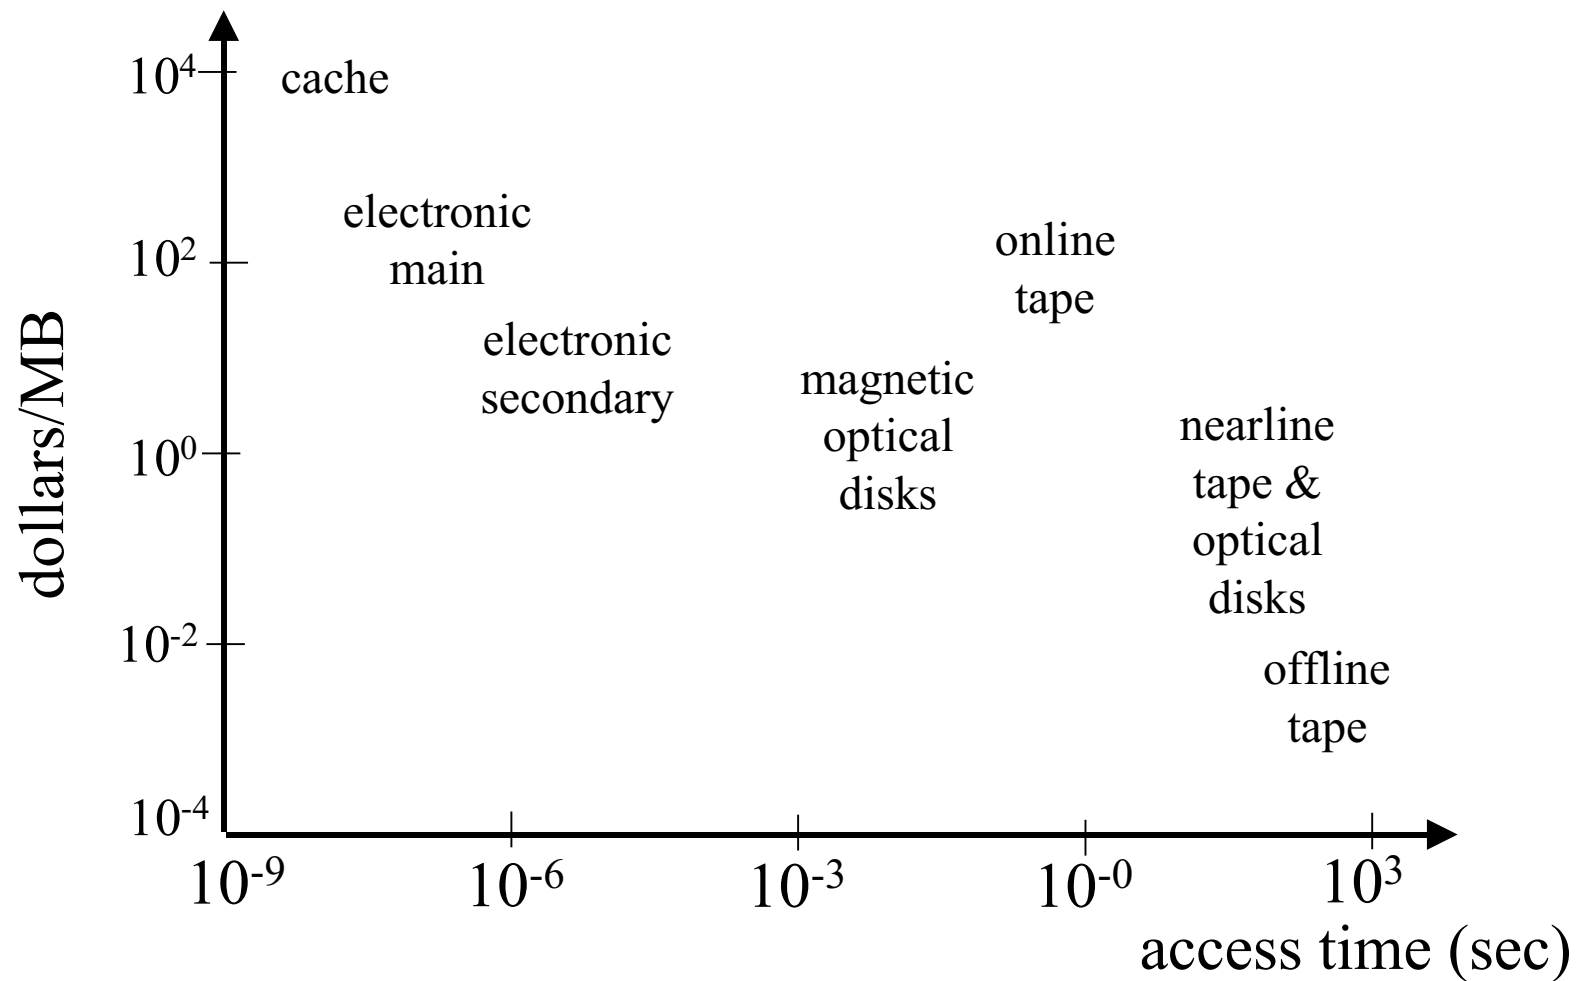 10⁴
cache
electronic
main
10²
online
tape
electronic
secondary
magnetic
optical
disks
dollars/MB
10⁰
nearline
tape &
optical
disks
10⁻²
offline
tape
10⁻⁴
10⁻⁹ 10⁻⁶ 10⁻³ 10⁻⁰ 10³
access time (sec)